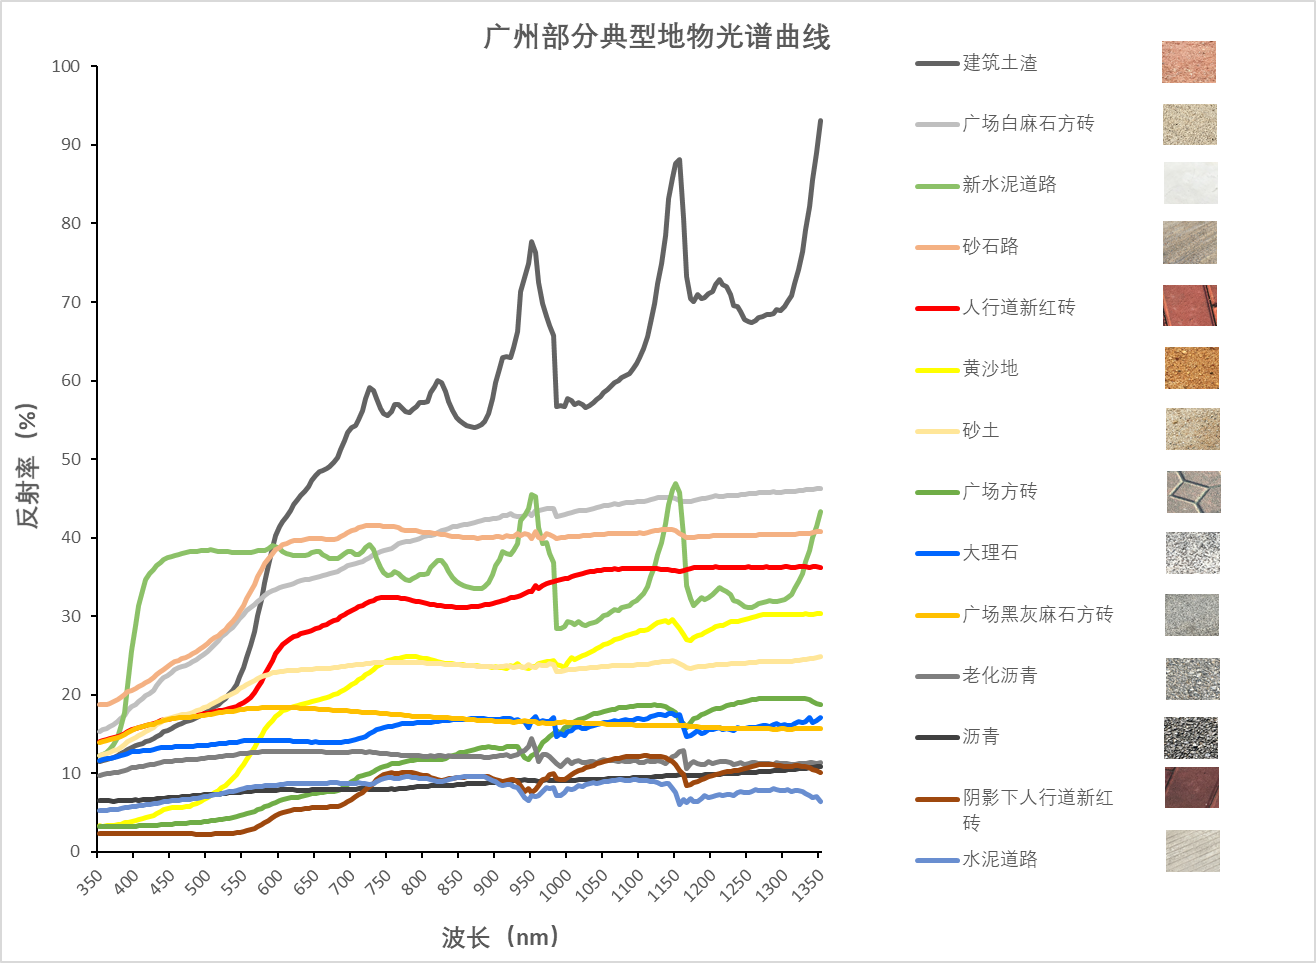 广州部分典型地物光谱曲线
100
90
80
70
60
50
40
30
20
10
0
反射率（%）
350 400 450 500 550 600 650 700 750 800 850 900 950 1000 1050 1100 1150 1200 1250 1300 1350
波长（nm）
建筑土渣
广场白麻石方砖
新水泥道路
砂石路
人行道新红砖
黄沙地
砂土
广场方砖
大理石
广场黑灰麻石方砖
老化沥青
沥青
阴影下人行道新红
砖
水泥道路